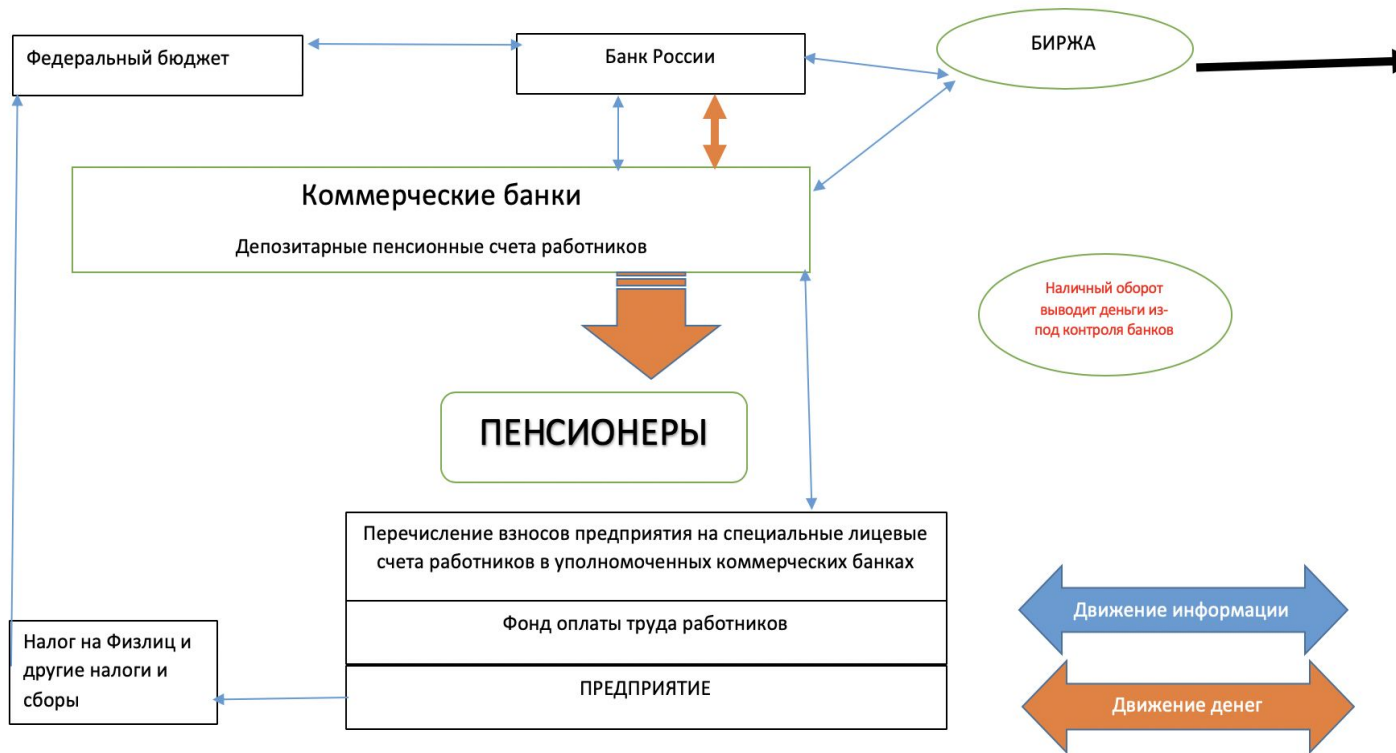 Федеральный бюджет
Банк России
БИРЖА
Коммерческие банки
Депозитарные пенсионные счета работников
Наличный оборот
выводит деньги из-
под контроля банков
ПЕНСИОНЕРЫ
Перечисление взносов предприятия на специальные лицевые
счета работников в уполномоченных коммерческих банках
Фонд оплаты труда работников
ПРЕДПРИЯТИЕ
Налог на Физлиц и
другие налоги и
сборы
Движение информации
Движение денег